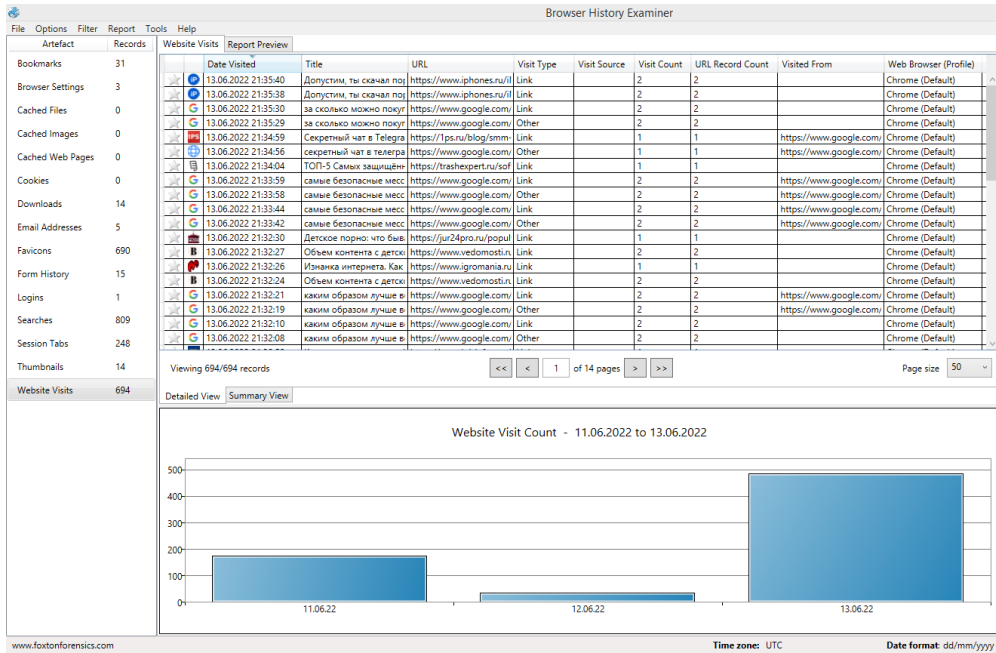 Browser History Examiner
File Options Filter Report Tools Help
Artefact Records
Website Visits Report Preview
Date Visited Title URL Visit Type Visit Source Visit Count URL Record Count Visited From Web Browser (Profile)
Bookmarks 31
Browser Settings 3
Cached Files 0
Cached Images 0
Cached Web Pages 0
Cookies 0
Downloads 14
Email Addresses 5
Favicons 690
Form History 15
Logins 1
Searches 809
Session Tabs 248
Thumbnails 14
Website Visits 694
13.06.2022 21:35:40 Допустим, ты скачал пор https://www.iphones.ru/il Link 2 2 Chrome (Default)
13.06.2022 21:35:38 Допустим, ты скачал пор https://www.iphones.ru/il Link 2 2 Chrome (Default)
13.06.2022 21:35:30 за сколько можно покуп https://www.google.com/ Link 2 2 Chrome (Default)
13.06.2022 21:35:29 за сколько можно покуп https://www.google.com/ Other 2 2 Chrome (Default)
13.06.2022 21:34:59 Секретный чат в Telegra https://1ps.ru/blog/smm- Link 1 1 https://www.google.com/ Chrome (Default)
13.06.2022 21:34:56 секретный чат в телегра https://www.google.com/ Other 2 2 https://www.google.com/ Chrome (Default)
13.06.2022 21:34:04 ТОП-5 Самых защищённ https://trashexpert.ru/sof Link 1 1 Chrome (Default)
13.06.2022 21:33:59 самые безопасные месс https://www.google.com/ Link 2 2 https://www.google.com/ Chrome (Default)
13.06.2022 21:33:58 самые безопасные месс https://www.google.com/ Other 2 2 https://www.google.com/ Chrome (Default)
13.06.2022 21:33:44 самые безопасные месс https://www.google.com/ Link 2 2 https://www.google.com/ Chrome (Default)
13.06.2022 21:33:42 самые безопасные месс https://www.google.com/ Other 2 2 https://www.google.com/ Chrome (Default)
13.06.2022 21:32:30 Детское порно: что быв https://jur24pro.ru/popul Link 1 1 Chrome (Default)
13.06.2022 21:32:27 Объем контента с детск https://www.vedomosti.ru Link 2 2 Chrome (Default)
13.06.2022 21:32:26 Изнанка интернета. Как https://www.igromania.ru Link 1 1 Chrome (Default)
13.06.2022 21:32:24 Объем контента с детск https://www.vedomosti.ru Link 2 2 Chrome (Default)
13.06.2022 21:32:21 каким образом лучше в https://www.google.com/ Link 2 2 https://www.google.com/ Chrome (Default)
13.06.2022 21:32:19 каким образом лучше в https://www.google.com/ Other 2 2 https://www.google.com/ Chrome (Default)
13.06.2022 21:32:10 каким образом лучше в https://www.google.com/ Link 2 2 Chrome (Default)
13.06.2022 21:32:08 каким образом лучше в https://www.google.com/ Other 2 2 Chrome (Default)
Viewing 694/694 records << < 1 of 14 pages > >> Page size 50
Detailed View Summary View
Website Visit Count - 11.06.2022 to 13.06.2022
500
400
300
200
100
0
11.06.22 12.06.22 13.06.22
www.foxtonforensics.com Time zone: UTC Date format: dd/mm/yyyy